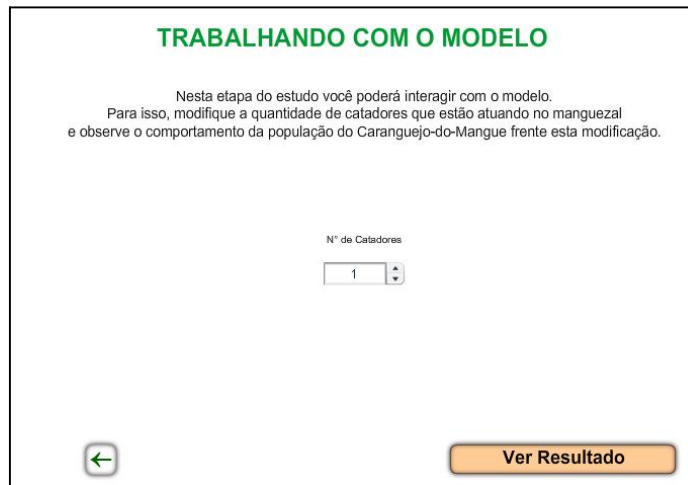 TRABALHANDO COM O MODELO
Nesta etapa do estudo você poderá interagir com o modelo.
Para isso, modifique a quantidade de catadores que estão atuando no manguezal
e observe o comportamento da população do Caranguejo-do-Mangue frente esta modificação.
N° de Catadores
1
Ver Resultado